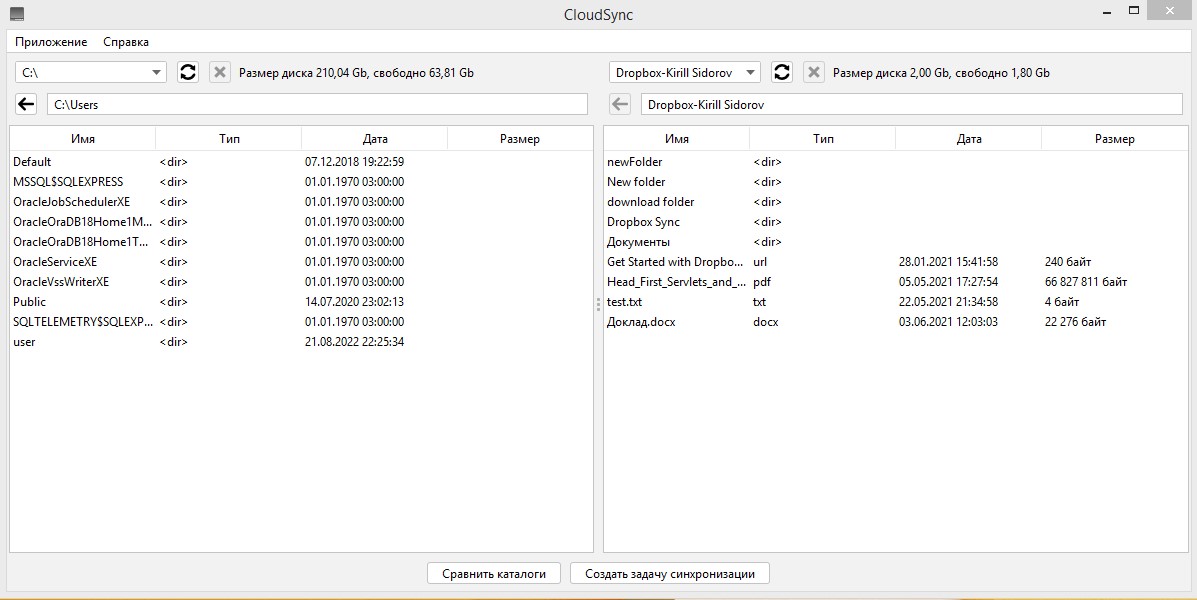 CloudSync
Приложение Справка
C:\ Размер диска 210,04 Gb, свободно 63,81 Gb Dropbox-Kirill Sidorov Размер диска 2,00 Gb, свободно 1,80 Gb
C:\Users Dropbox-Kirill Sidorov
Имя Тип Дата Размер
Default <dir> 07.12.2018 19:22:59
MSSQL$SQLEXPRESS <dir> 01.01.1970 03:00:00
OracleJobSchedulerXE <dir> 01.01.1970 03:00:00
OracleOraDB18Home1M... <dir> 01.01.1970 03:00:00
OracleOraDB18Home1T... <dir> 01.01.1970 03:00:00
OracleServiceXE <dir> 01.01.1970 03:00:00
OracleVssWriterXE <dir> 01.01.1970 03:00:00
Public <dir> 14.07.2020 23:02:13
SQLTELEMETRY$SQLEXP... <dir> 01.01.1970 03:00:00
user <dir> 21.08.2022 22:25:34
Имя Тип Дата Размер
newFolder <dir>
New folder <dir>
download folder <dir>
Dropbox Sync <dir>
Документы <dir>
Get Started with Dropbo... url 28.01.2021 15:41:58 240 байт
Head_First_Servlets_and_... pdf 05.05.2021 17:27:54 66 827 811 байт
test.txt txt 22.05.2021 21:34:58 4 байт
Доклад.docx docx 03.06.2021 12:03:03 22 276 байт
Сравнить каталоги Создать задачу синхронизации